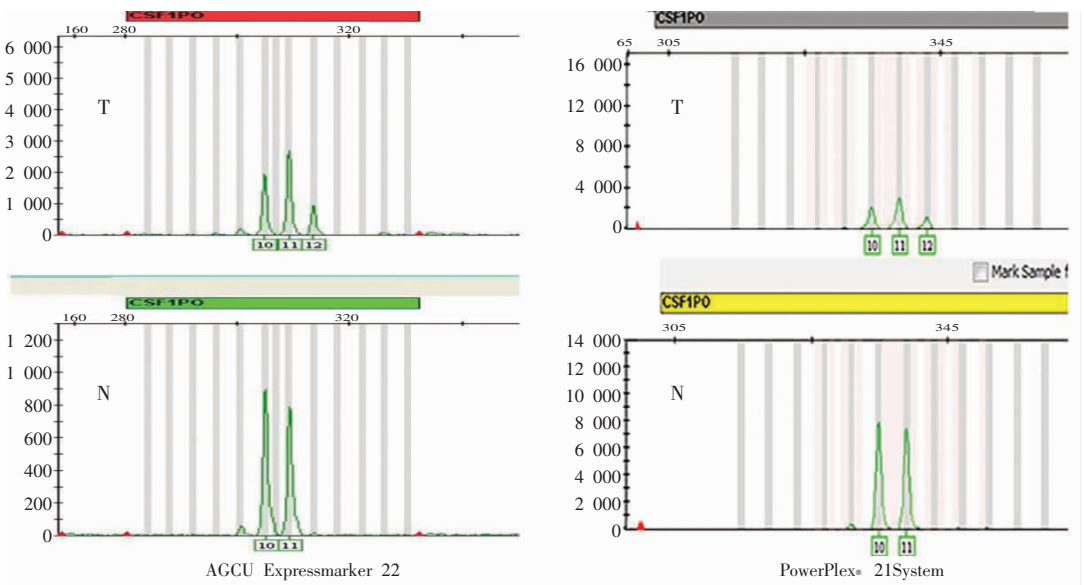 CSF1PO
160 280 320
6 000
5 000
4 000
3 000
2 000
1 000
0
T
10 11 12
CSF1PO
65 305 345
16 000
12 000
8 000
4 000
0
T
10 11 12
CSF1PO
160 280 320
1 200
1 000
800
600
400
200
0
N
10 11
AGCU Expressmarker 22
Mark Sample f
CSF1PO
305 345
14 000
12 000
10 000
8 000
6 000
4 000
2 000
0
N
10 11
PowerPlex® 21System